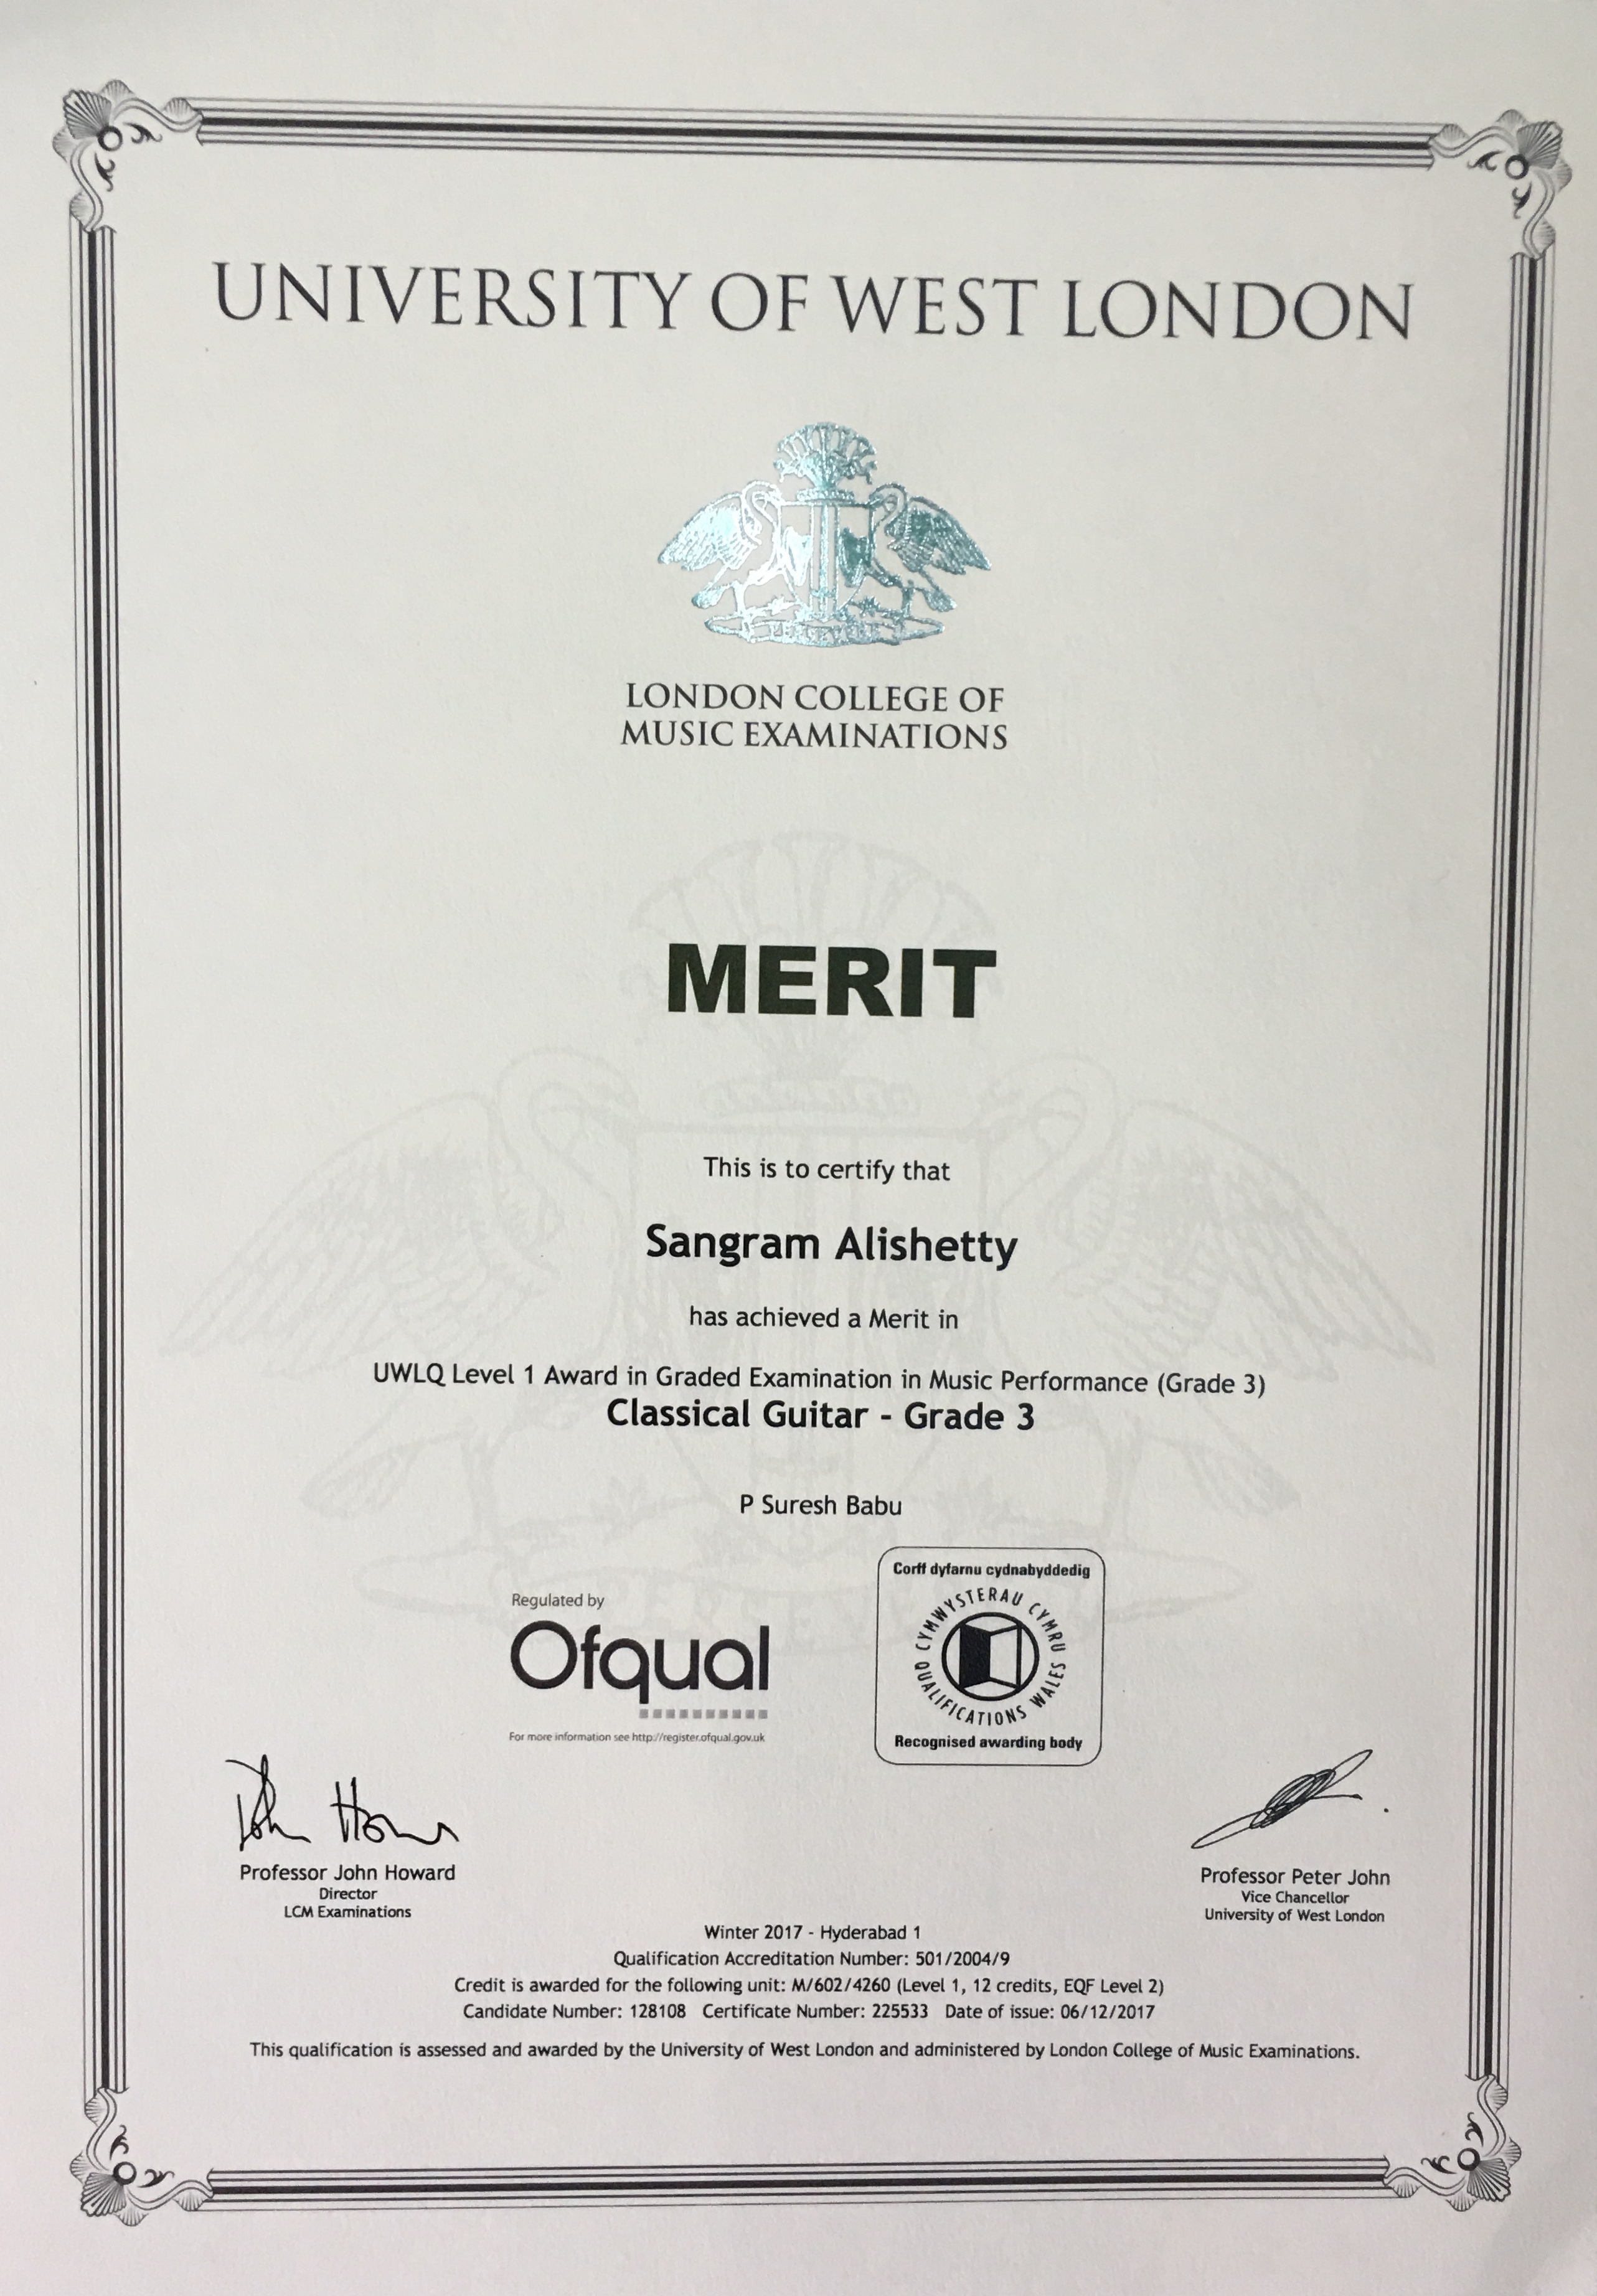 UNIVERSITY OF WEST LONDON
LONDON COLLEGE OF
MUSIC EXAMINATIONS
MERIT
This is to certify that
Sangram Alishetty
has achieved a Merit in
UWLQ Level 1 Award in Graded Examination in Music Performance (Grade 3)
Classical Guitar - Grade 3
P Suresh Babu
Regulated by
Ofqual
For more information see http://register.ofqual.gov.uk
Corff dyfarnu cydnabyddedig
CYMWYSTERAU CYMRU
QUALIFICATIONS WALES
Recognised awarding body
John Howard
Professor John Howard
Director
LCM Examinations
Professor Peter John
Vice Chancellor
University of West London
Winter 2017 - Hyderabad 1
Qualification Accreditation Number: 501/2004/9
Credit is awarded for the following unit: M/602/4260 (Level 1, 12 credits, EQF Level 2)
Candidate Number: 128108 Certificate Number: 225533 Date of issue: 06/12/2017
This qualification is assessed and awarded by the University of West London and administered by London College of Music Examinations.